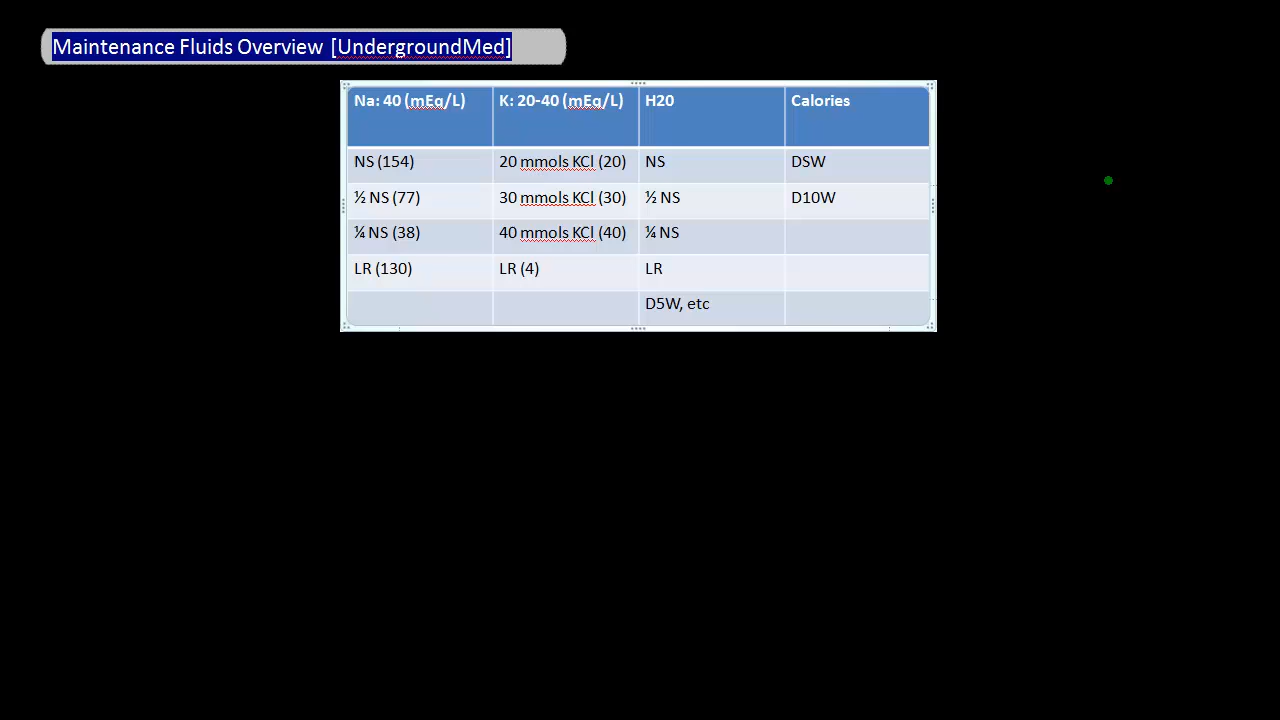 Maintenance Fluids Overview [UndergroundMed]
Na: 40 (mEq/L) K: 20-40 (mEq/L) H20 Calories
NS (154) 20 mmols KCl (20) NS DSW
½ NS (77) 30 mmols KCl (30) ½ NS D10W
¼ NS (38) 40 mmols KCl (40) ¼ NS
LR (130) LR (4) LR
D5W, etc